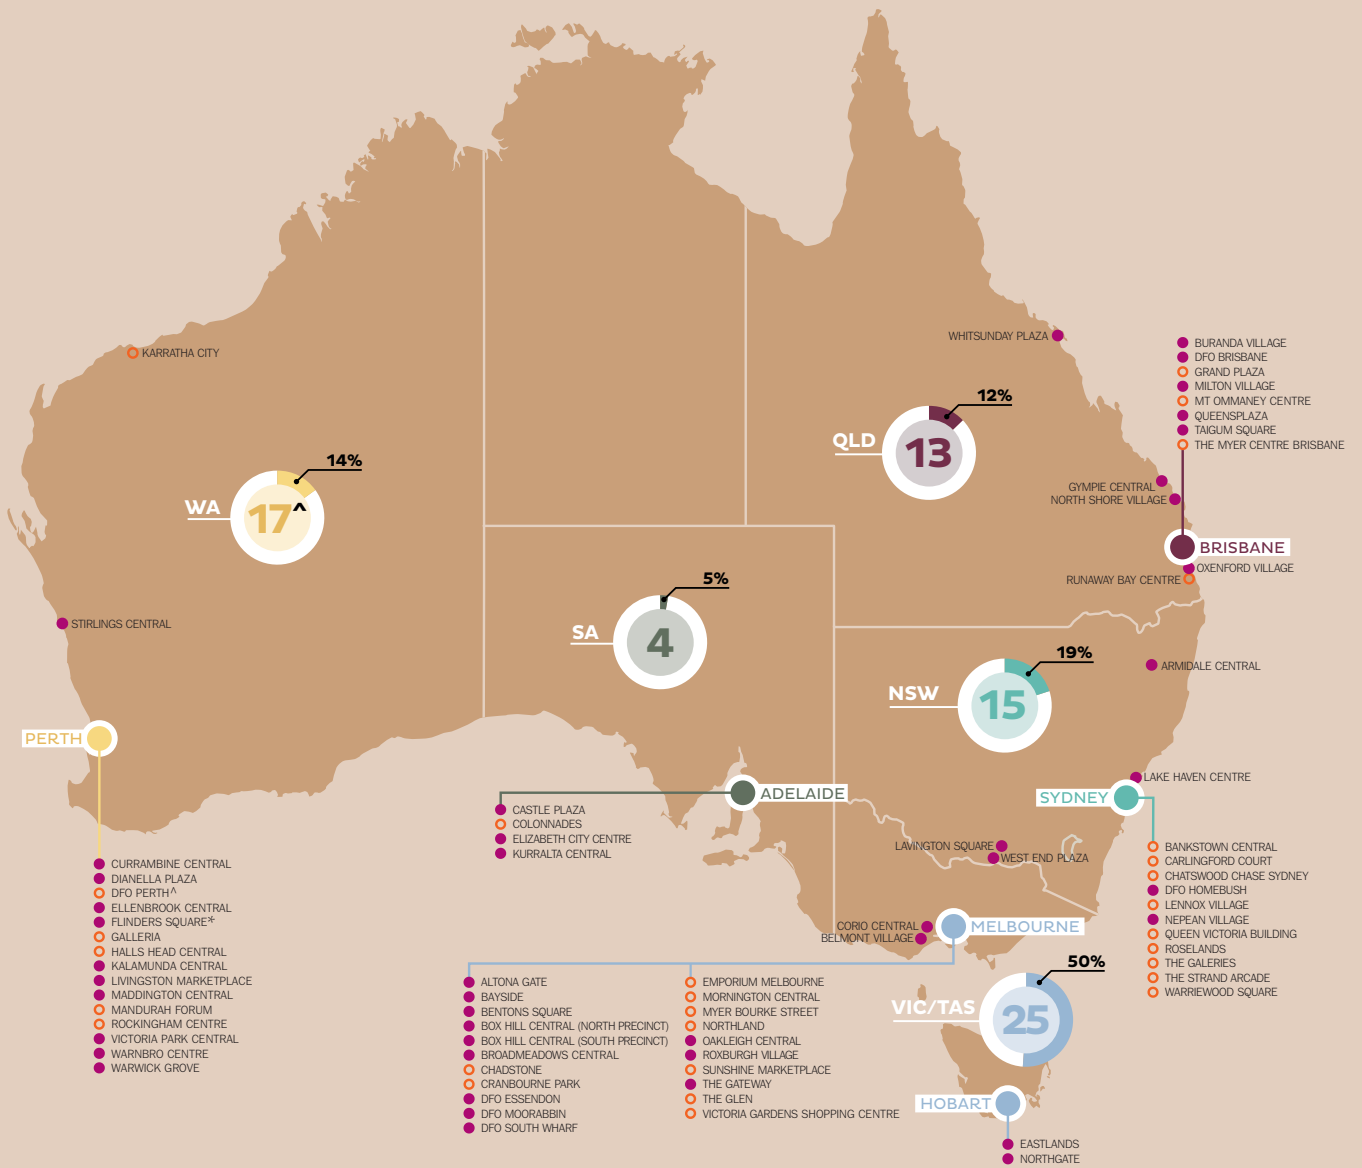 KARRATHA CITY
14%
WA
17^
STIRLINGS CENTRAL
PERTH
CURRAMBINE CENTRAL
DIANELLA PLAZA
DFO PERTH^
ELLENBROOK CENTRAL
FLINDERS SQUARE*
GALLERIA
HALLS HEAD CENTRAL
KALAMUNDA CENTRAL
LIVINGSTON MARKETPLACE
MADDINGTON CENTRAL
MANDURAH FORUM
ROCKINGHAM CENTRE
VICTORIA PARK CENTRAL
WARNBRO CENTRE
WARWICK GROVE
5%
SA
4
ADELAIDE
CASTLE PLAZA
COLONNADES
ELIZABETH CITY CENTRE
KURRALTA CENTRAL
WHITSUNDAY PLAZA
12%
QLD
13
BURANDA VILLAGE
DFO BRISBANE
GRAND PLAZA
MILTON VILLAGE
MT OMMANEY CENTRE
QUEENSPLAZA
TAIGUM SQUARE
THE MYER CENTRE BRISBANE
GYMPIE CENTRAL
NORTH SHORE VILLAGE
BRISBANE
OXENFORD VILLAGE
RUNAWAY BAY CENTRE
19%
NSW
15
ARMIDALE CENTRAL
LAKE HAVEN CENTRE
SYDNEY
LAVINGTON SQUARE
WEST END PLAZA
BANKSTOWN CENTRAL
CARLINGFORD COURT
CHATSWOOD CHASE SYDNEY
DFO HOMEBUSH
LENNOX VILLAGE
NEPEAN VILLAGE
QUEEN VICTORIA BUILDING
ROSELANDS
THE GALERIES
THE STRAND ARCADE
WARRIEWOOD SQUARE
CORIO CENTRAL
BELMONT VILLAGE
MELBOURNE
50%
VIC/TAS
25
ALTONA GATE
BAYSIDE
BENTONS SQUARE
BOX HILL CENTRAL (NORTH PRECINCT)
BOX HILL CENTRAL (SOUTH PRECINCT)
BROADMEADOWS CENTRAL
CHADSTONE
CRANBOURNE PARK
DFO ESSENDON
DFO MOORABBIN
DFO SOUTH WHARF
EMPORIUM MELBOURNE
MORNINGTON CENTRAL
MYER BOURKE STREET
NORTHLAND
OAKLEIGH CENTRAL
ROXBURGH VILLAGE
SUNSHINE MARKETPLACE
THE GATEWAY
THE GLEN
VICTORIA GARDENS SHOPPING CENTRE
HOBART
EASTLANDS
NORTHGATE